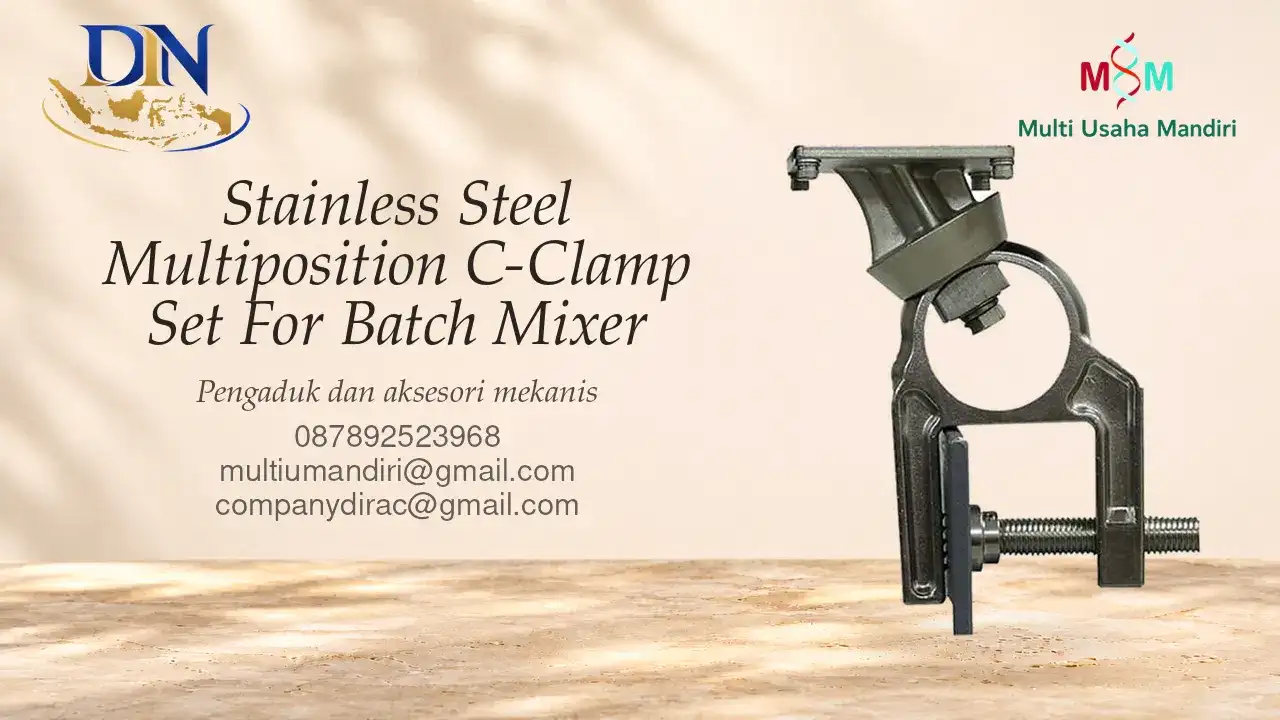 DN
M M
Multi Usaha Mandiri
Stainless Steel
Multiposition C-Clamp
Set For Batch Mixer
Pengaduk dan aksesori mekanis
087892523968
multiumandiri@gmail.com
companydirac@gmail.com